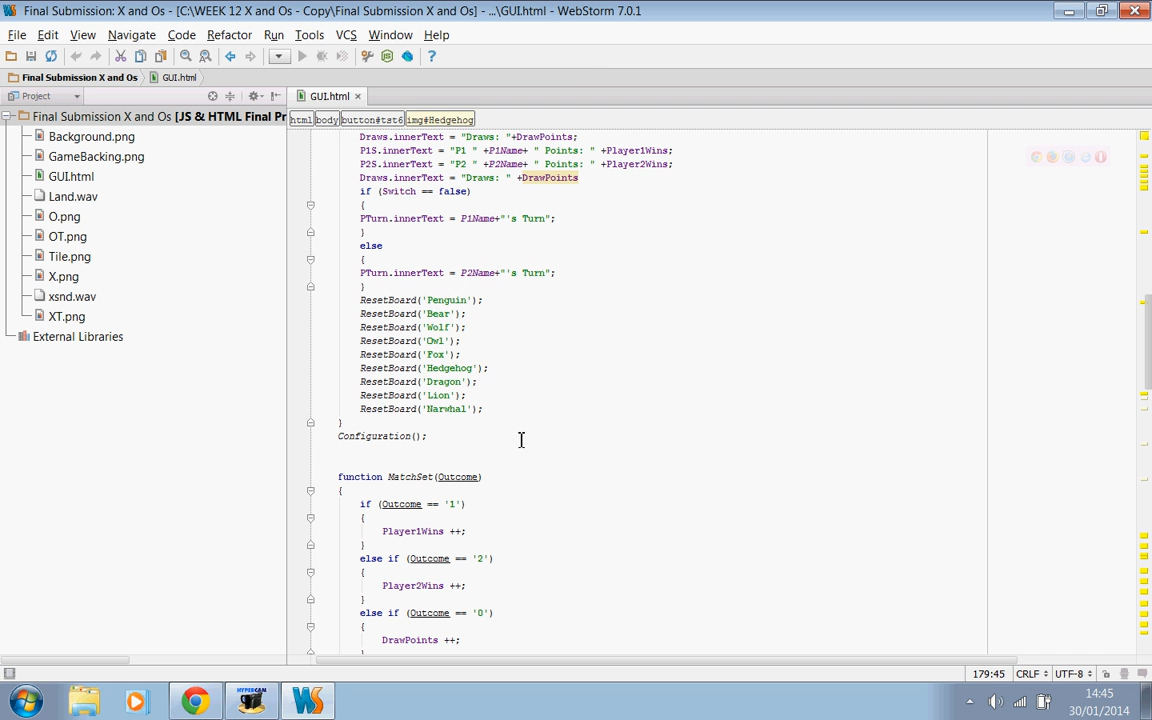 Final Submission: X and Os - [C:\WEEK 12 X and Os - Copy\Final Submission X and Os] - ...\GUI.html - WebStorm 7.0.1
File Edit View Navigate Code Refactor Run Tools VCS Window Help
Final Submission X and Os GUI.html
Project
GUI.html
html body button#tst6 img#Hedgehog
Final Submission X and Os [JS & HTML Final Pr
Background.png
GameBacking.png
GUI.html
Land.wav
O.png
OT.png
Tile.png
X.png
xsnd.wav
XT.png
External Libraries
Draws.innerText = "Draws: "+DrawPoints;
P1S.innerText = "P1 " +P1Name+ " Points: " +Player1Wins;
P2S.innerText = "P2 " +P2Name+ " Points: " +Player2Wins;
Draws.innerText = "Draws: " +DrawPoints
if (Switch == false)
{
PTurn.innerText = P1Name+"'s Turn";
}
else
{
PTurn.innerText = P2Name+"'s Turn";
}
ResetBoard('Penguin');
ResetBoard('Bear');
ResetBoard('Wolf');
ResetBoard('Owl');
ResetBoard('Fox');
ResetBoard('Hedgehog');
ResetBoard('Dragon');
ResetBoard('Lion');
ResetBoard('Narwhal');
}
Configuration();
function MatchSet(Outcome)
{
if (Outcome == '1')
{
Player1Wins ++;
}
else if (Outcome == '2')
{
Player2Wins ++;
}
else if (Outcome == '0')
{
DrawPoints ++;
}
179:45 CRLF UTF-8
HYPERCAM
WS
14:45
30/01/2014